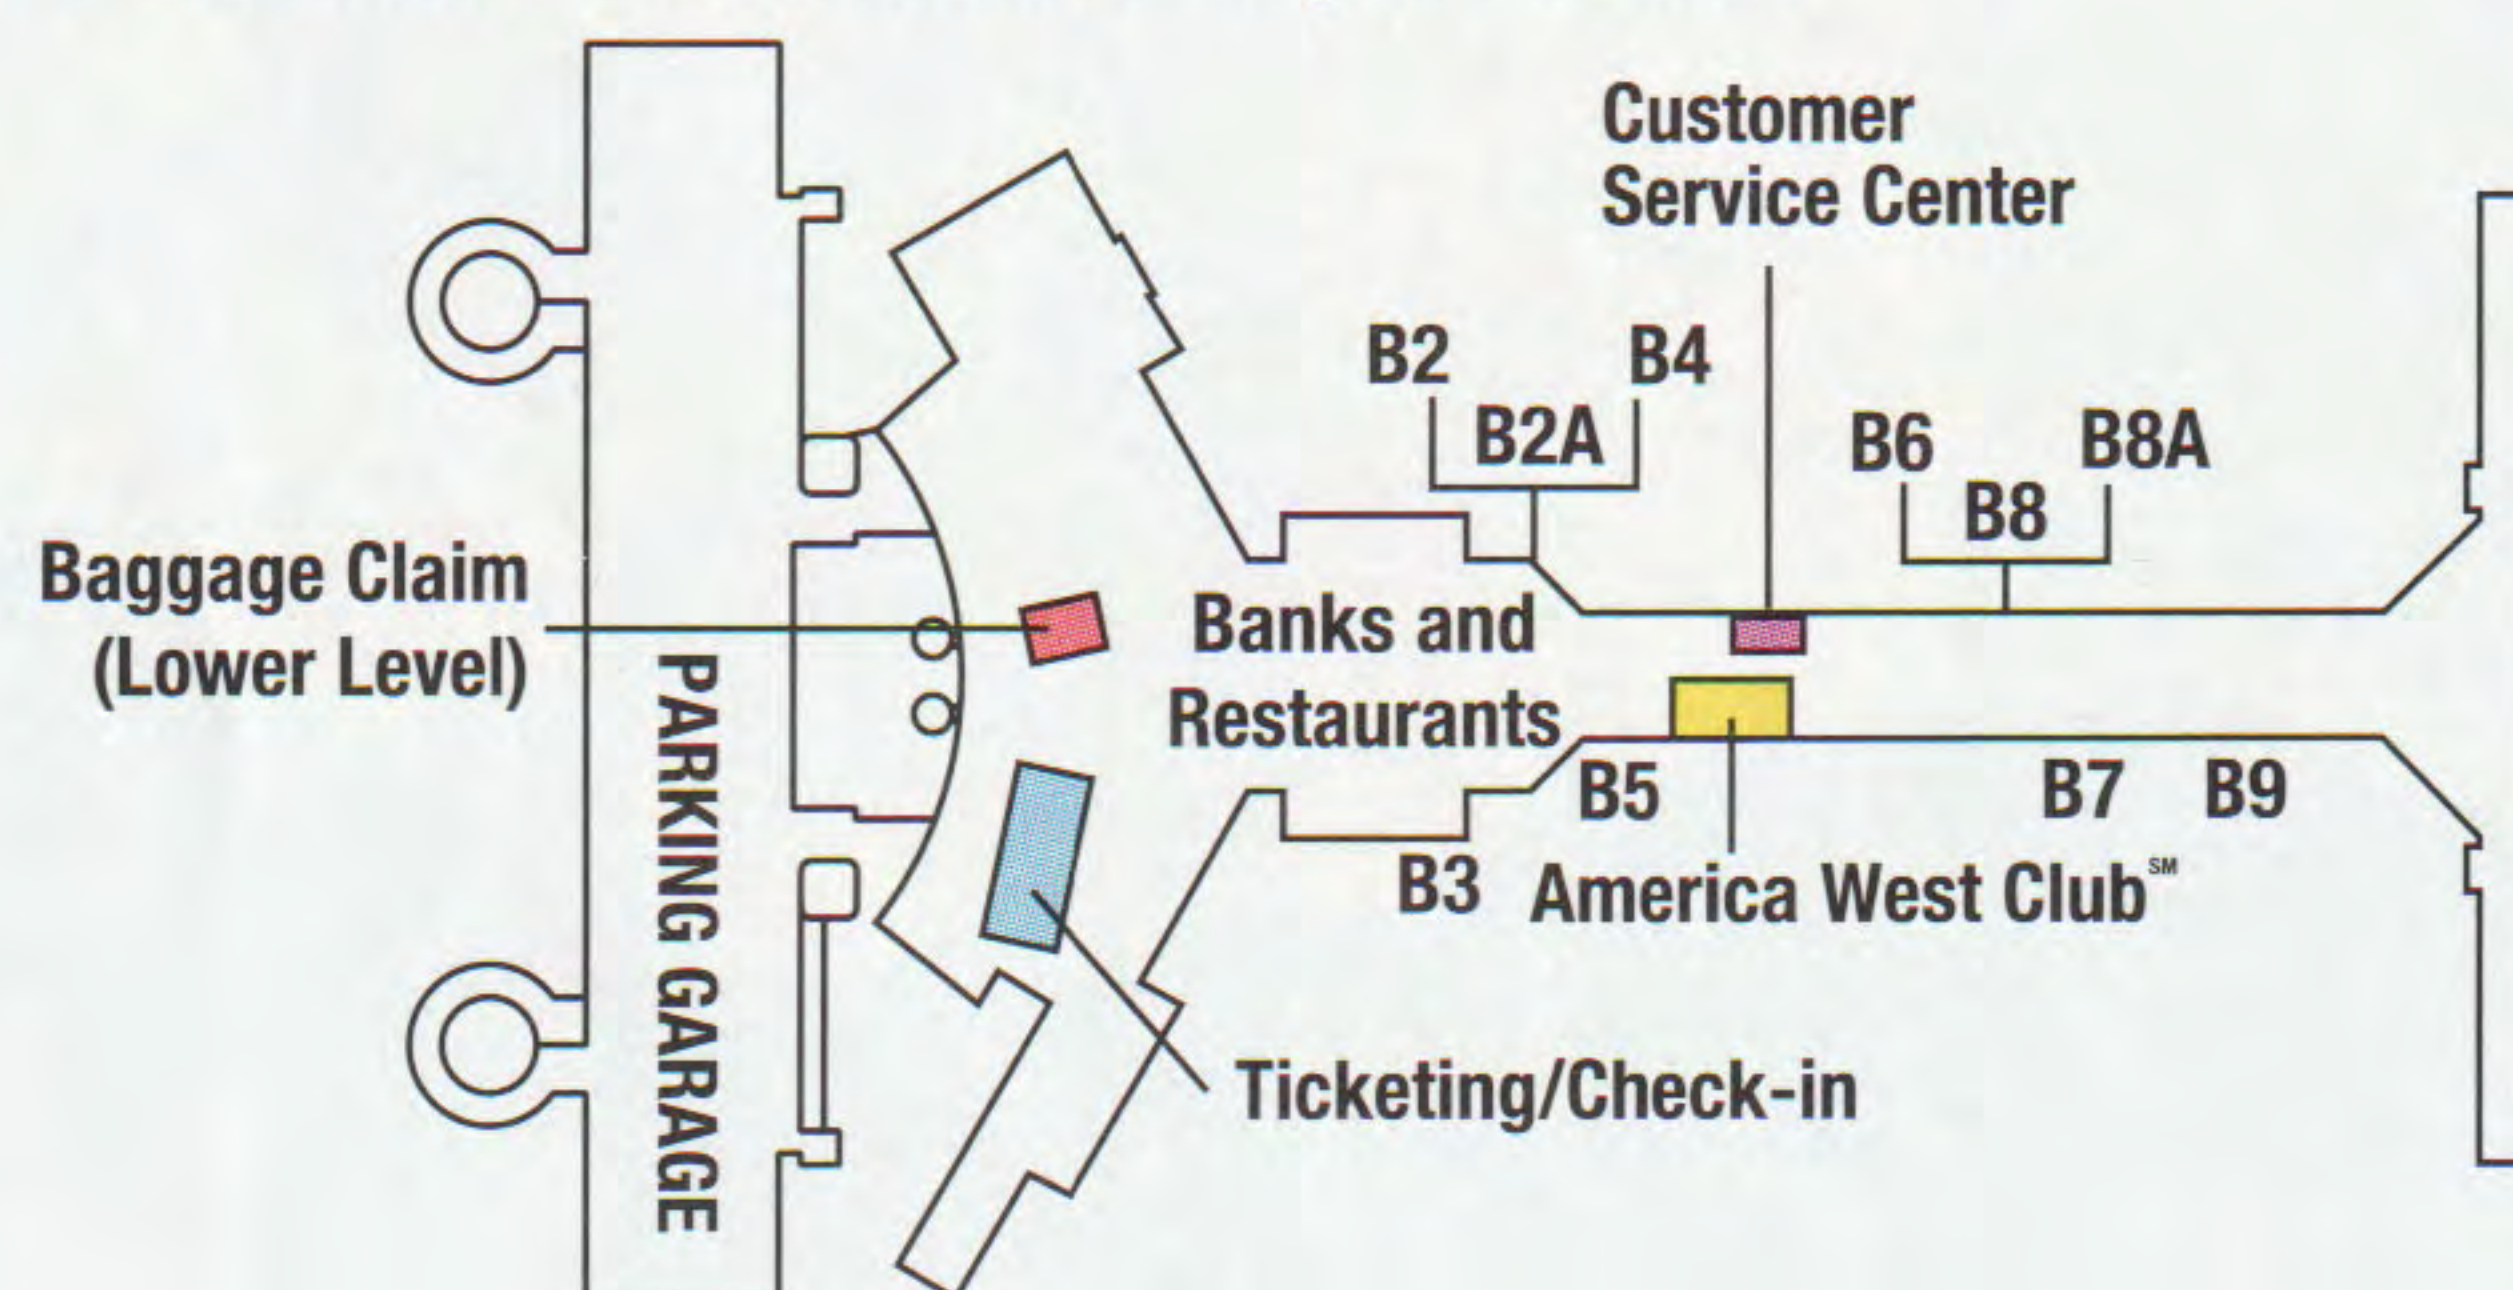 Customer
Service Center
B2
B4
B2A
B6
B8A
B8
Baggage Claim
(Lower Level)
Banks and
Restaurants
PARKING GARAGE
B5
B7
B9
B3
America West Club℠
Ticketing/Check-in